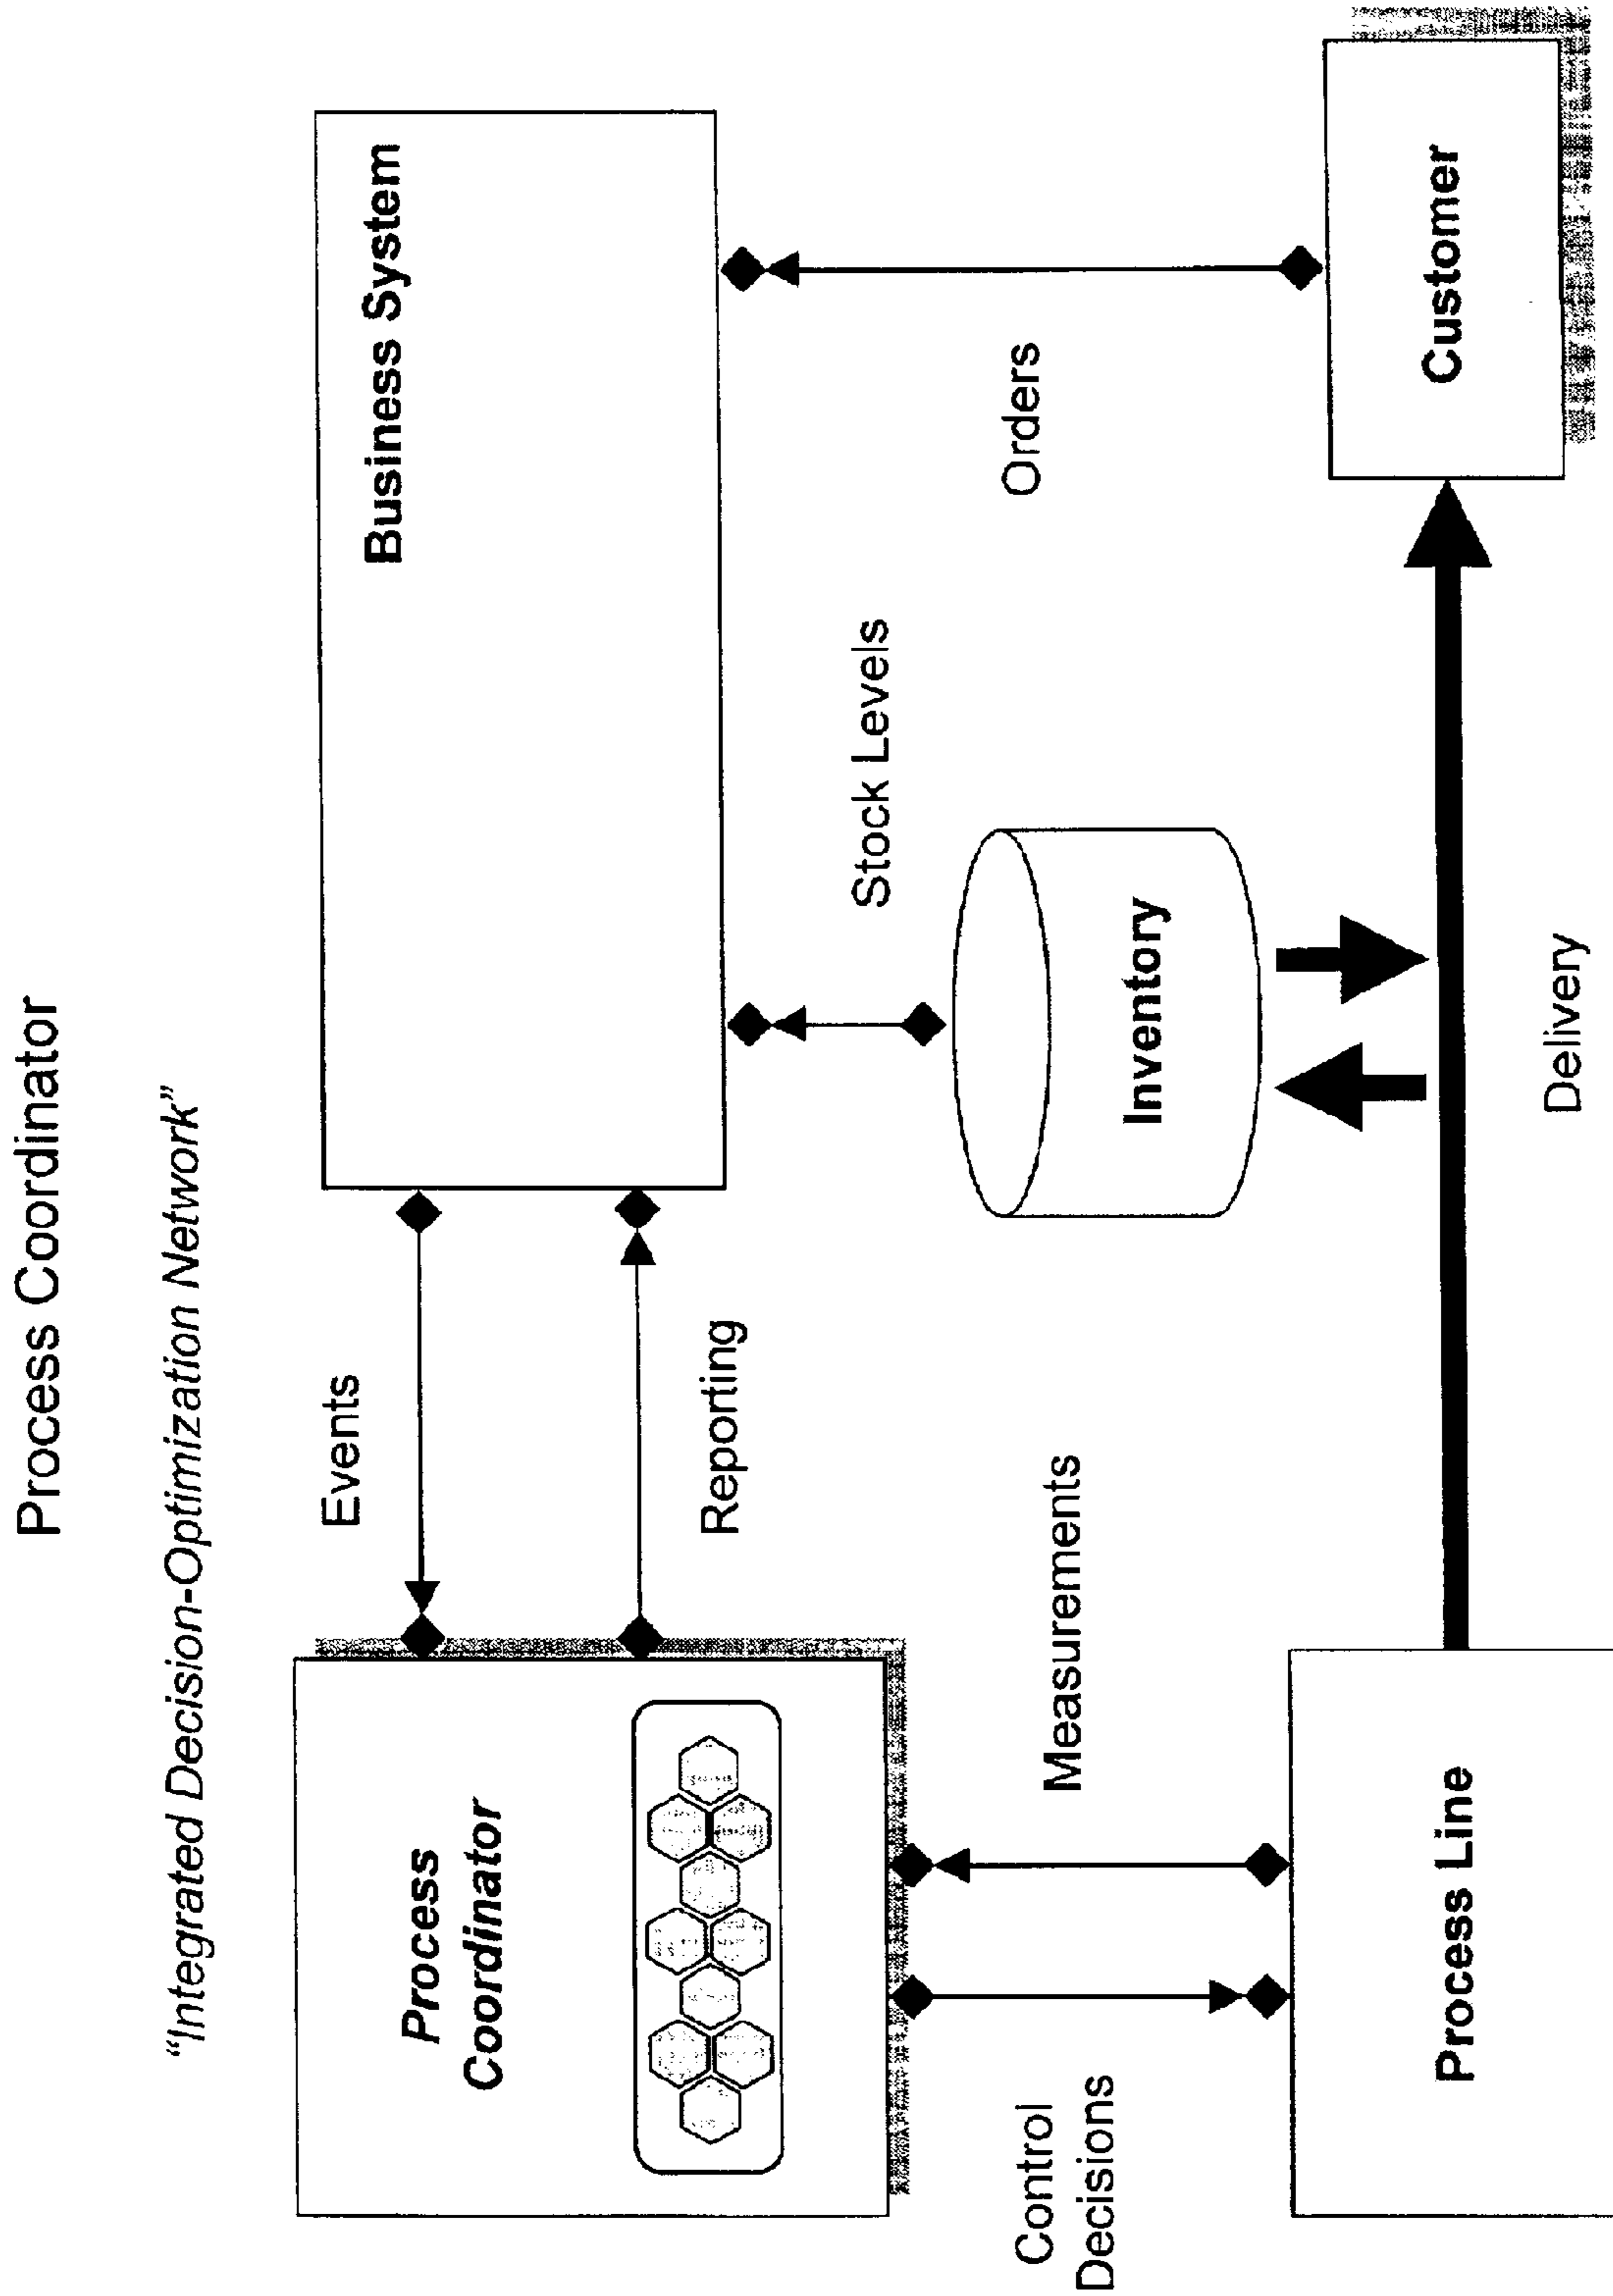 Process Coordinator
“Integrated Decision-Optimization Network”
Process
Coordinator
Events
Reporting
Business System
Control
Decisions
Measurements
Stock Levels
Orders
Inventory
Process Line
Delivery
Customer